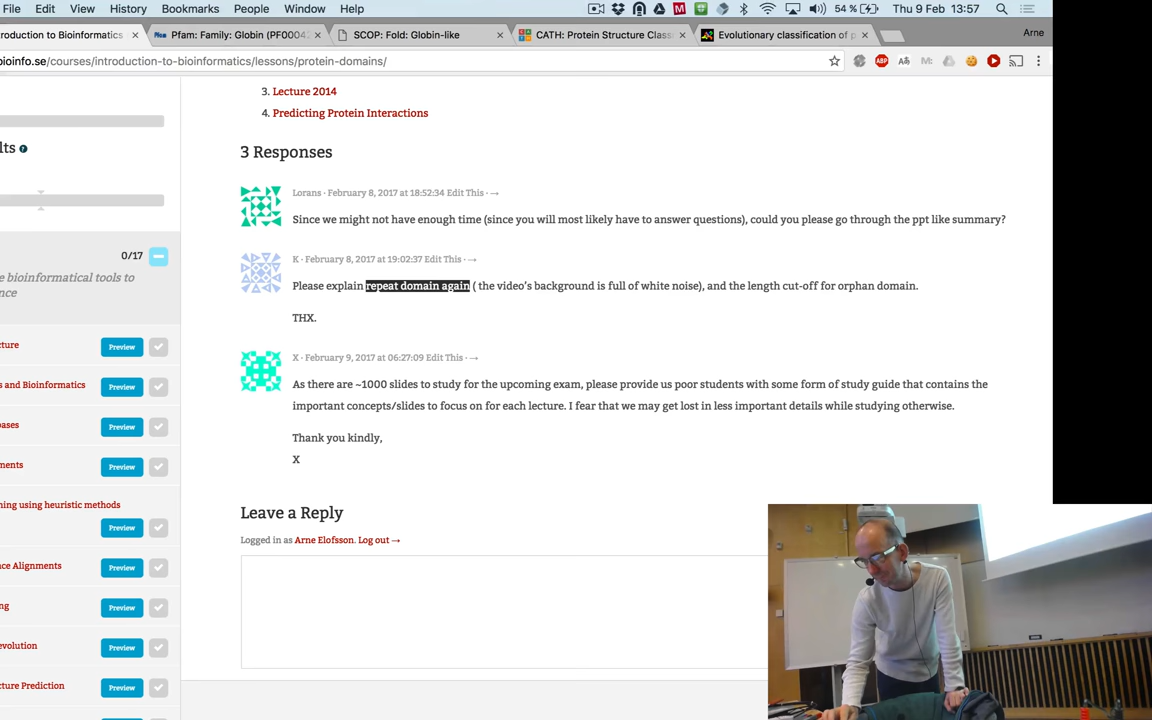 File Edit View History Bookmarks People Window Help 54 % Thu 9 Feb 13:57
roduction to Bioinformatics × Pfam: Family: Globin (PF0004 × SCOP: Fold: Globin-like × CATH: Protein Structure Clas × Evolutionary classification of p × Arne
bioinfo.se/courses/introduction-to-bioinformatics/lessons/protein-domains/ ABP
3. Lecture 2014
4. Predicting Protein Interactions
lts ?
3 Responses
Lorans · February 8, 2017 at 18:52:34 Edit This · →
Since we might not have enough time (since you will most likely have to answer questions), could you please go through the ppt like summary?
0/17
e bioinformatical tools to
nce
K · February 8, 2017 at 19:02:37 Edit This · →
Please explain repeat domain again ( the video's background is full of white noise), and the length cut-off for orphan domain.
THX.
cture Preview
s and Bioinformatics Preview
bases Preview
ments Preview
ning using heuristic methods
Preview
ce Alignments Preview
ng Preview
evolution Preview
cture Prediction Preview
X · February 9, 2017 at 06:27:09 Edit This · →
As there are ~1000 slides to study for the upcoming exam, please provide us poor students with some form of study guide that contains the
important concepts/slides to focus on for each lecture. I fear that we may get lost in less important details while studying otherwise.
Thank you kindly,
X
Leave a Reply
Logged in as Arne Elofsson. Log out →